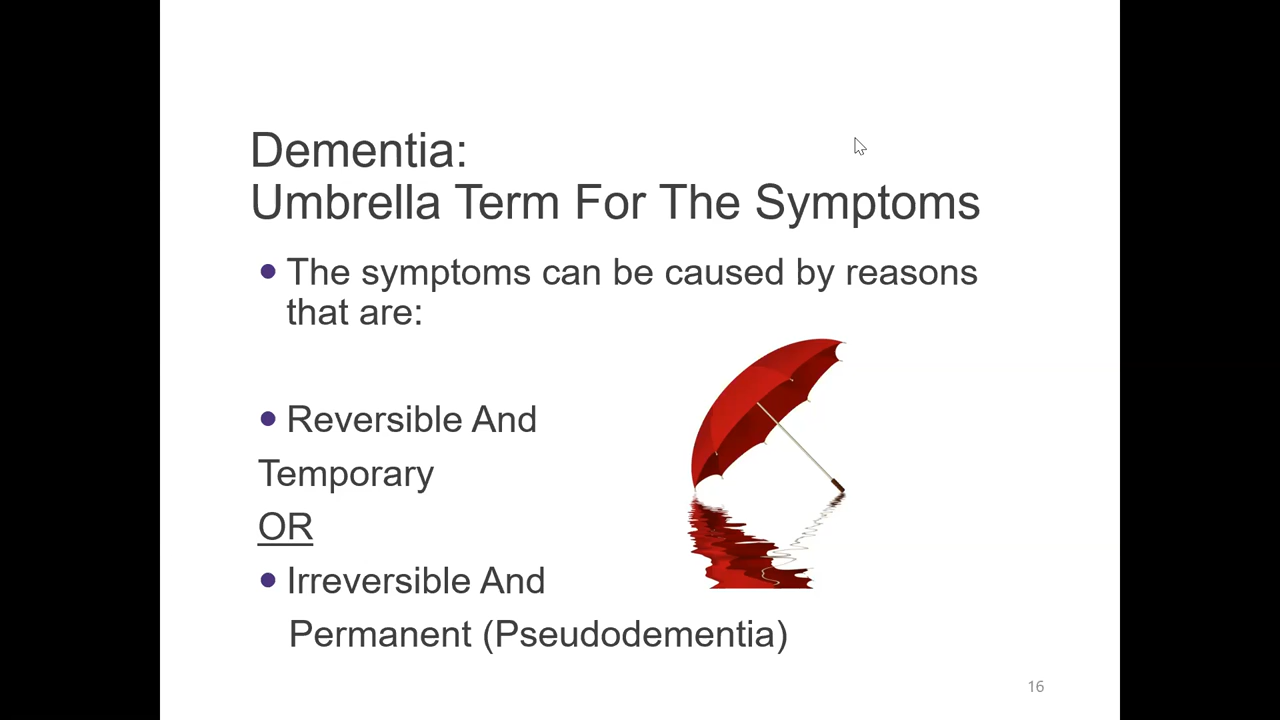 Dementia:
Umbrella Term For The Symptoms
• The symptoms can be caused by reasons
that are:
• Reversible And
Temporary
OR
• Irreversible And
Permanent (Pseudodementia)
16